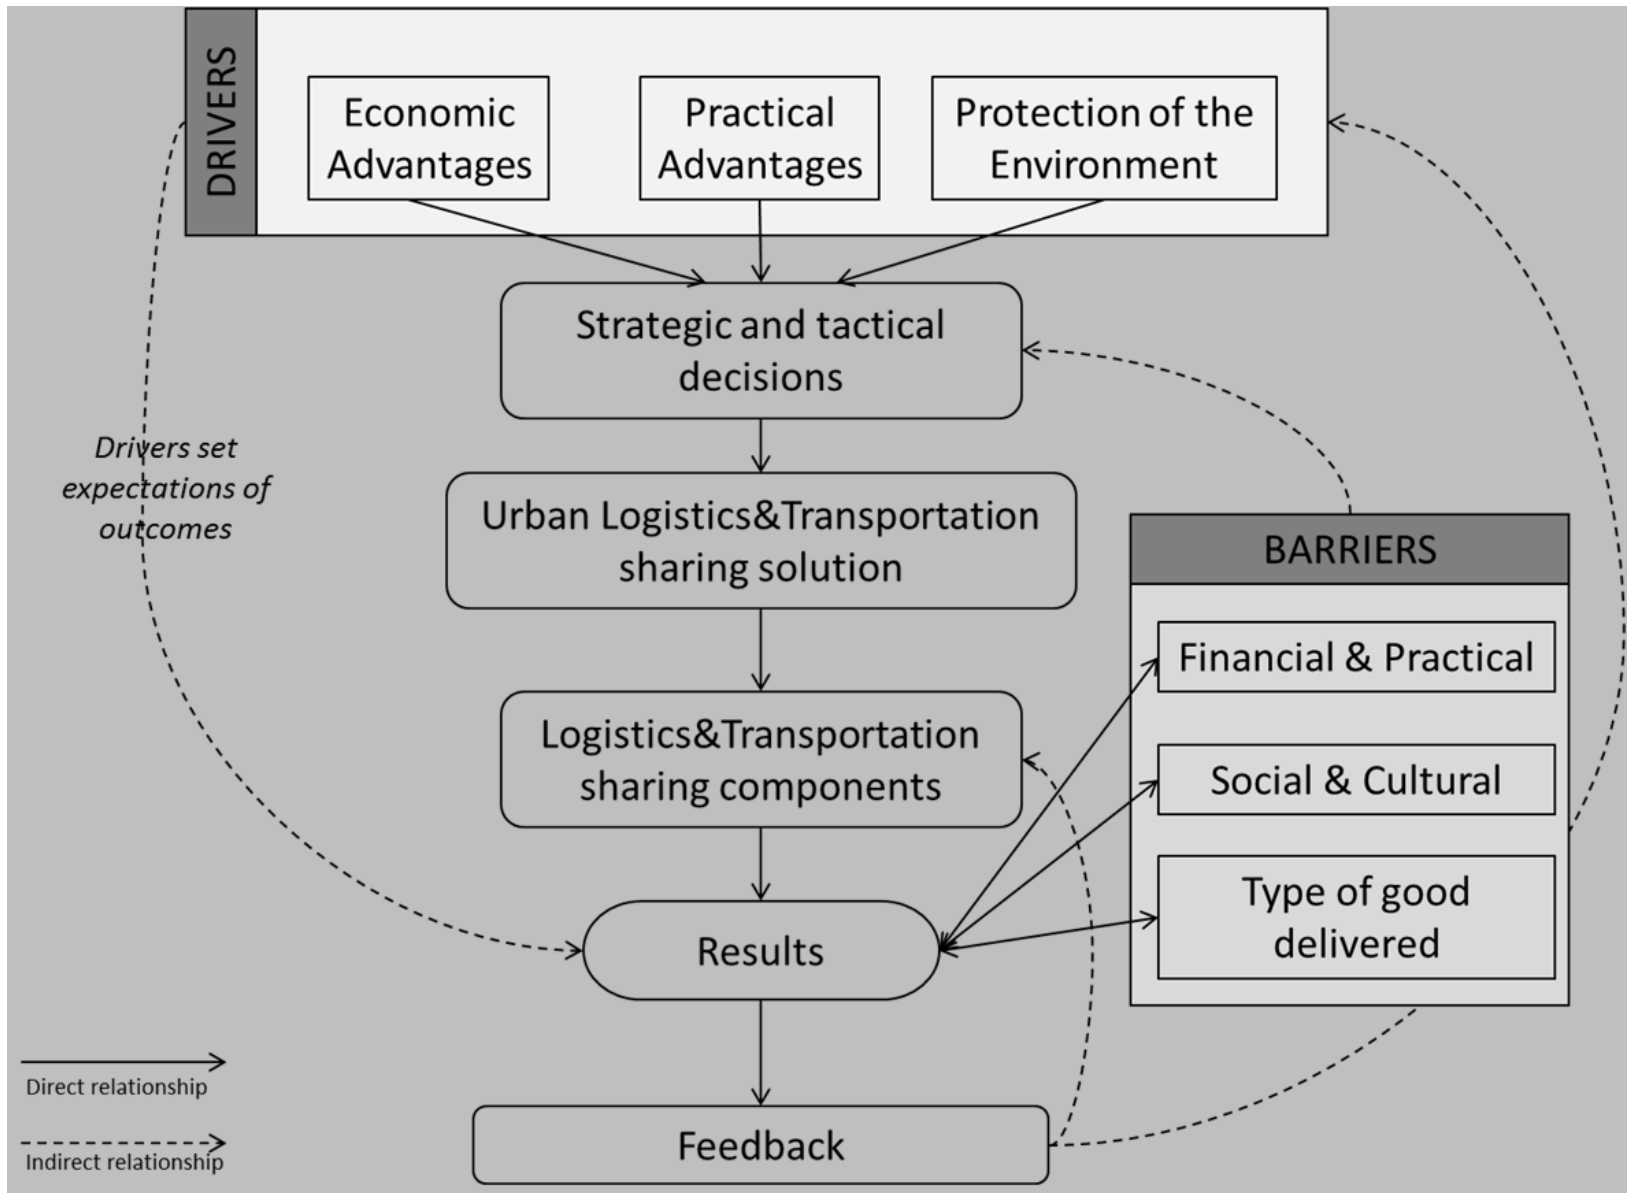 DRIVERS
Economic
Advantages
Practical
Advantages
Protection of the
Environment
Strategic and tactical
decisions
Drivers set
expectations of
outcomes
Urban Logistics&Transportation
sharing solution
BARRIERS
Financial & Practical
Social & Cultural
Type of good
delivered
Logistics&Transportation
sharing components
Results
Feedback
Direct relationship
Indirect relationship